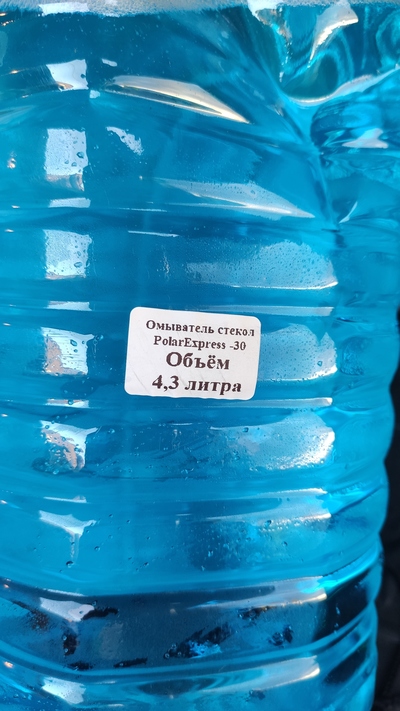 Омыватель стекол
PolarExpress -30
Объём
4,3 литра